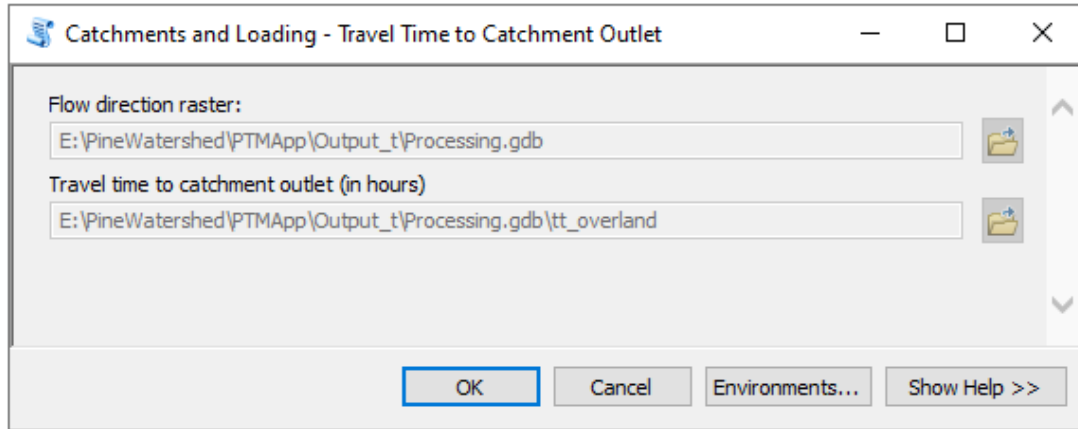 Catchments and Loading - Travel Time to Catchment Outlet
Flow direction raster:
E:\PineWatershed\PTMApp\Output_t\Processing.gdb
Travel time to catchment outlet (in hours)
E:\PineWatershed\PTMApp\Output_t\Processing.gdb\tt_overland
OK Cancel Environments... Show Help >>